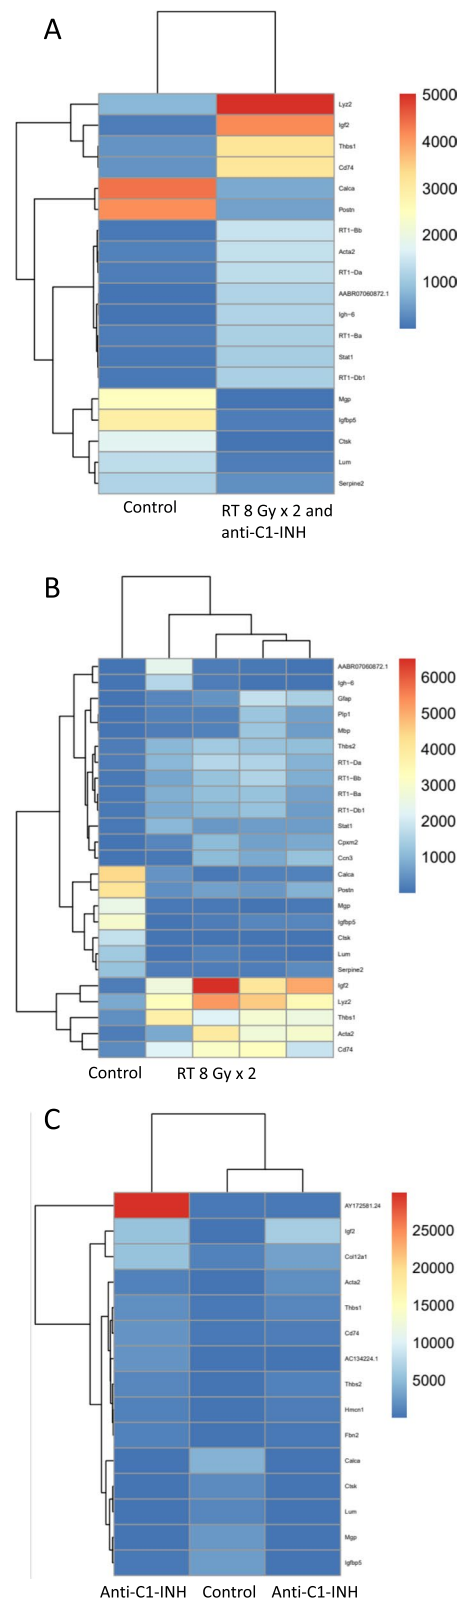 A
Lyz2
Igf2
Thbs1
Cd74
Calca
Postn
RT1-Bb
Acta2
RT1-Da
AABR07060872.1
Igh-6
RT1-Ba
Stat1
RT1-Db1
Mgp
Igfbp5
Ctsk
Lum
Serpine2
5000
4000
3000
2000
1000
Control
RT 8 Gy x 2 and
anti-C1-INH
B
AABR07060872.1
Igh-6
Gfap
Plp1
Mbp
Thbs2
RT1-Da
RT1-Bb
RT1-Ba
RT1-Db1
Stat1
Cpxm2
Ccn3
Calca
Postn
Mgp
Igfbp5
Ctsk
Lum
Serpine2
Igf2
Lyz2
Thbs1
Acta2
Cd74
6000
5000
4000
3000
2000
1000
Control
RT 8 Gy x 2
C
AY172581.24
Igf2
Col12a1
Acta2
Thbs1
Cd74
AC134224.1
Thbs2
Hmcn1
Fbn2
Calca
Ctsk
Lum
Mgp
Igfbp5
25000
20000
15000
10000
5000
Anti-C1-INH
Control
Anti-C1-INH